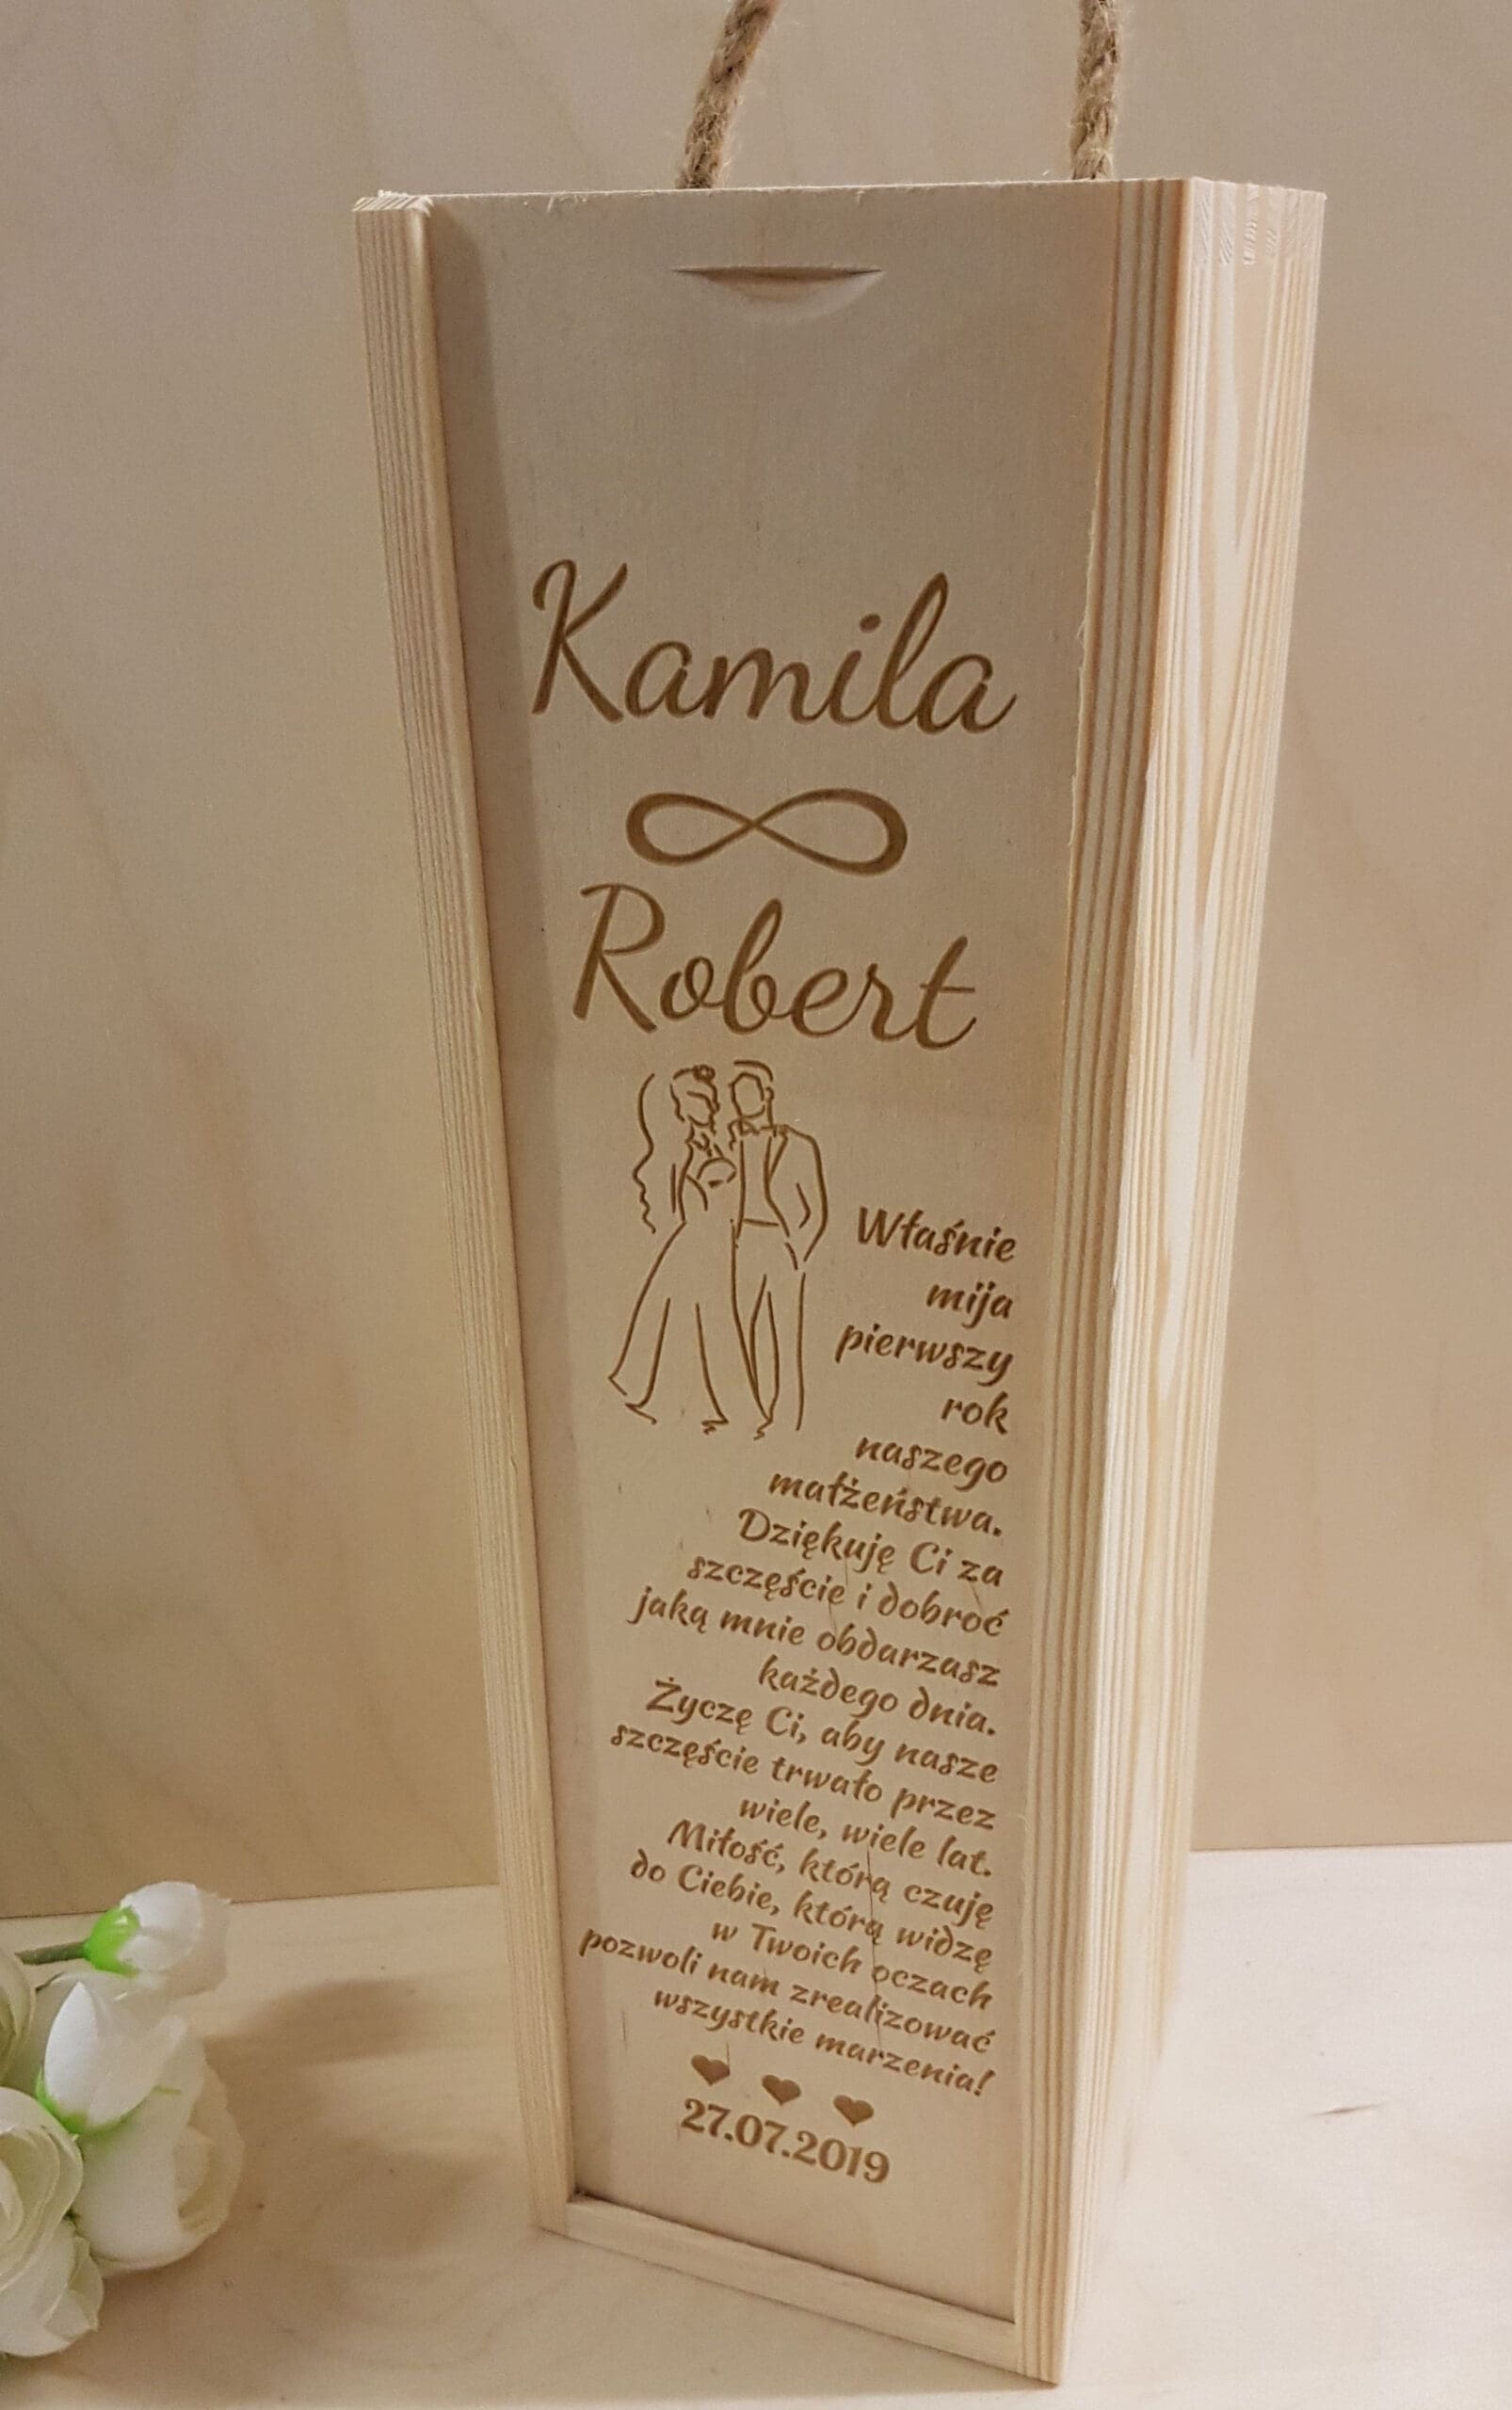 Kamila
Robert
Właśnie
mija
pierwszy
rok
naszego
małżeństwa.
Dziękuję Ci za
szczęście i dobroć
jaką mnie obdarzasz
każdego dnia.
Życzę Ci, aby nasze
szczęście trwało przez
wiele, wiele lat.
Miłość, którą czuję
do Ciebie, którą widzę
w Twoich oczach
pozwoli nam zrealizować
wszystkie marzenia!
27.07.2019